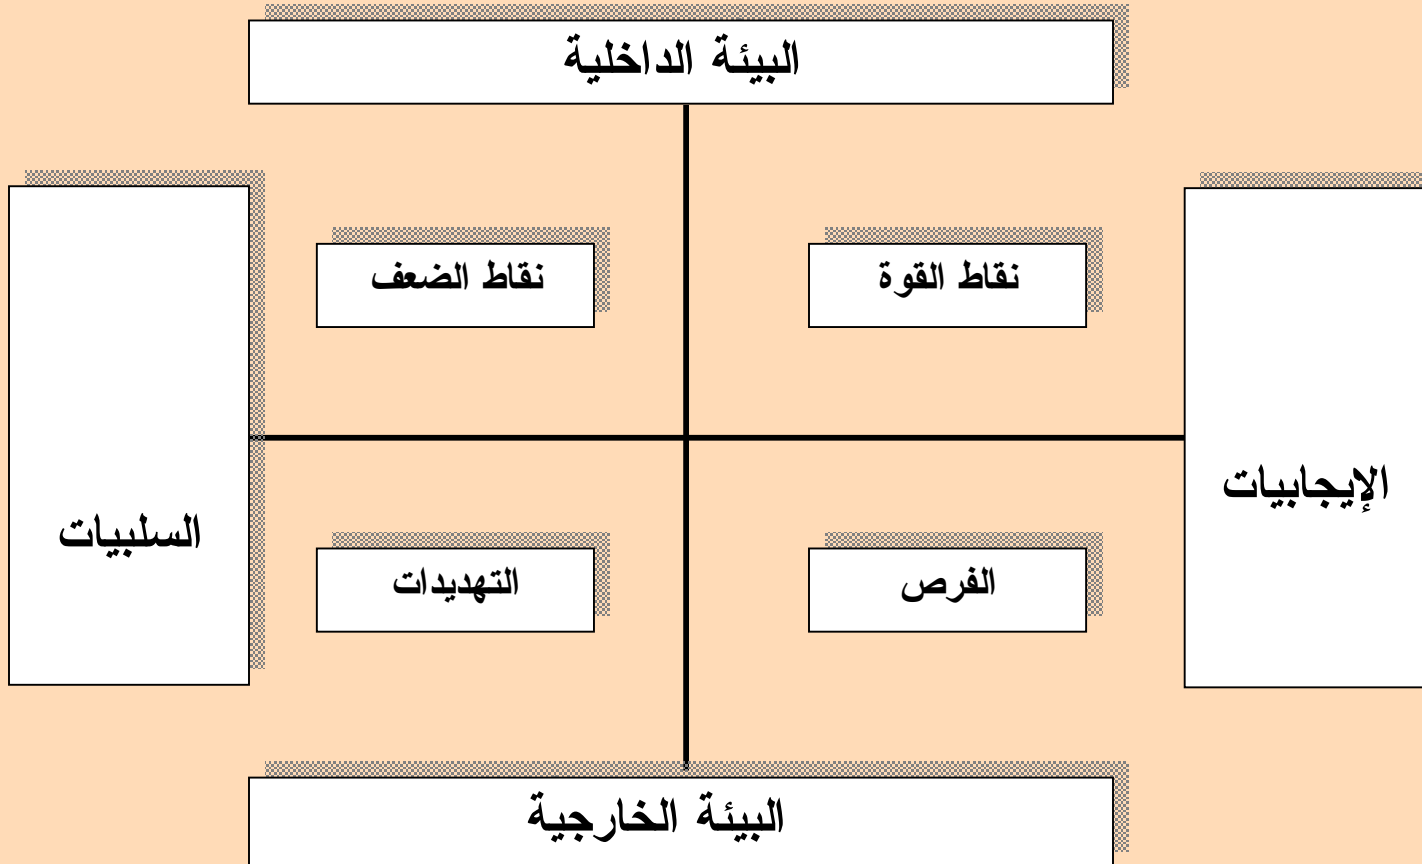 البيئة الداخلية
نقاط القوة
نقاط الضعف
الإيجابيات
السلبيات
الفرص
التهديدات
البيئة الخارجية